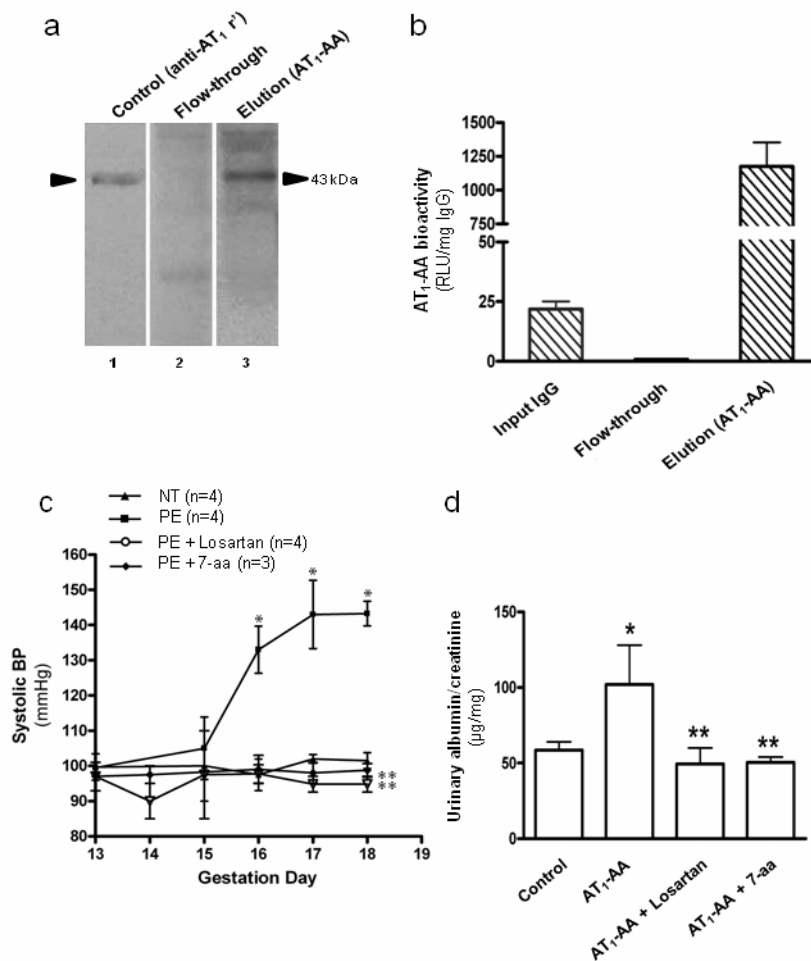 a
Control (anti-AT₁ r')
Flow-through
Elution (AT₁-AA)
43kDa
1
2
3
b
AT₁-AA bioactivity
(RLU/mg IgG)
1500
1250
1000
750
50
25
0
Input IgG
Flow-through
Elution (AT₁-AA)
c
NT (n=4)
PE (n=4)
PE + Losartan (n=4)
PE + 7-aa (n=3)
Systolic BP
(mmHg)
160
150
140
130
120
110
100
90
80
*
*
*
**
**
13
14
15
16
17
18
19
Gestation Day
d
Urinary albumin/creatinine
(µg/mg)
150
100
50
0
*
**
**
Control
AT₁-AA
AT₁-AA + Losartan
AT₁-AA + 7-aa